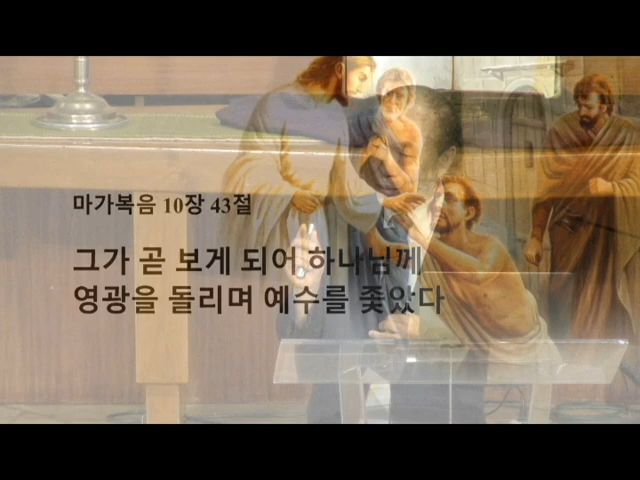 마가복음 10장 43절
그가 곧 보게 되어 하나님께
영광을 돌리며 예수를 좇았다